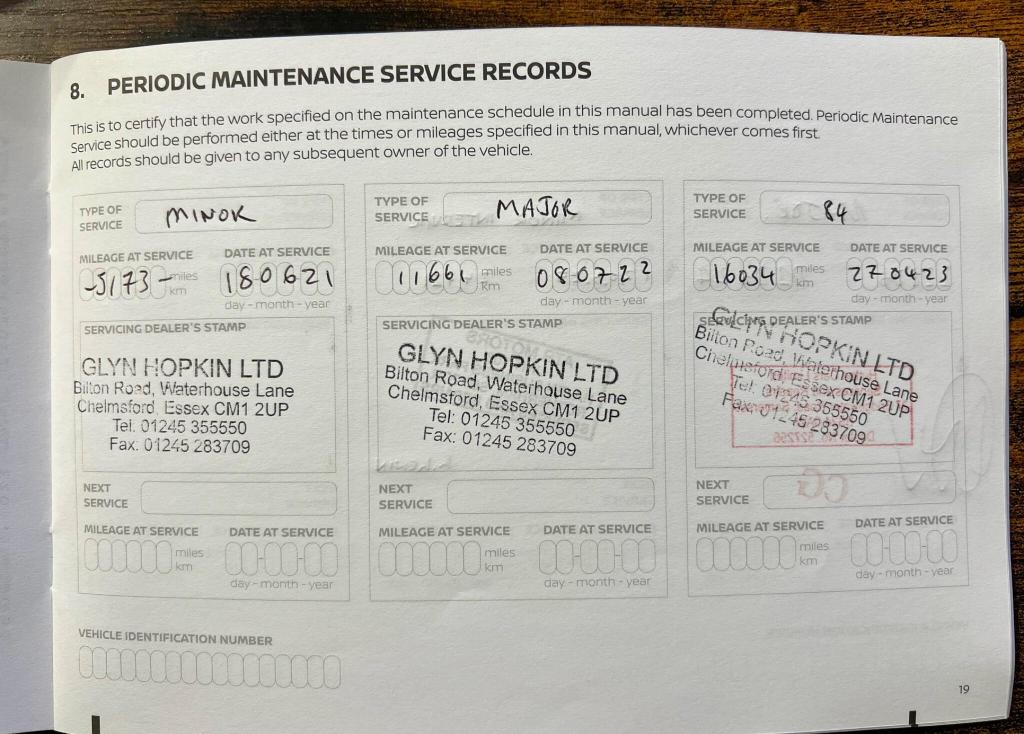 8. PERIODIC MAINTENANCE SERVICE RECORDS
This is to certify that the work specified on the maintenance schedule in this manual has been completed. Periodic Maintenance
Service should be performed either at the times or mileages specified in this manual, whichever comes first.
All records should be given to any subsequent owner of the vehicle.
TYPE OF
SERVICE
MINOR
MILEAGE AT SERVICE
DATE AT SERVICE
-5173-
miles
km
180621
day - month - year
SERVICING DEALER'S STAMP
GLYN HOPKIN LTD
Bilton Road, Waterhouse Lane
Chelmsford, Essex CM1 2UP
Tel: 01245 355550
Fax: 01245 283709
NEXT
SERVICE
MILEAGE AT SERVICE
DATE AT SERVICE
miles
km
day - month - year
TYPE OF
SERVICE
MAJOR
MILEAGE AT SERVICE
DATE AT SERVICE
11661
miles
km
080722
day - month - year
SERVICING DEALER'S STAMP
GLYN HOPKIN LTD
Bilton Road, Waterhouse Lane
Chelmsford, Essex CM1 2UP
Tel: 01245 355550
Fax: 01245 283709
NEXT
SERVICE
MILEAGE AT SERVICE
DATE AT SERVICE
miles
km
day - month - year
TYPE OF
SERVICE
84
MILEAGE AT SERVICE
DATE AT SERVICE
16034
miles
km
270423
day - month - year
SERVICING DEALER'S STAMP
GLYN HOPKIN LTD
Bilton Road, Waterhouse Lane
Chelmsford, Essex CM1 2UP
Tel: 01245 355550
Fax: 01245 283709
NEXT
SERVICE
MILEAGE AT SERVICE
DATE AT SERVICE
miles
km
day - month - year
VEHICLE IDENTIFICATION NUMBER
19